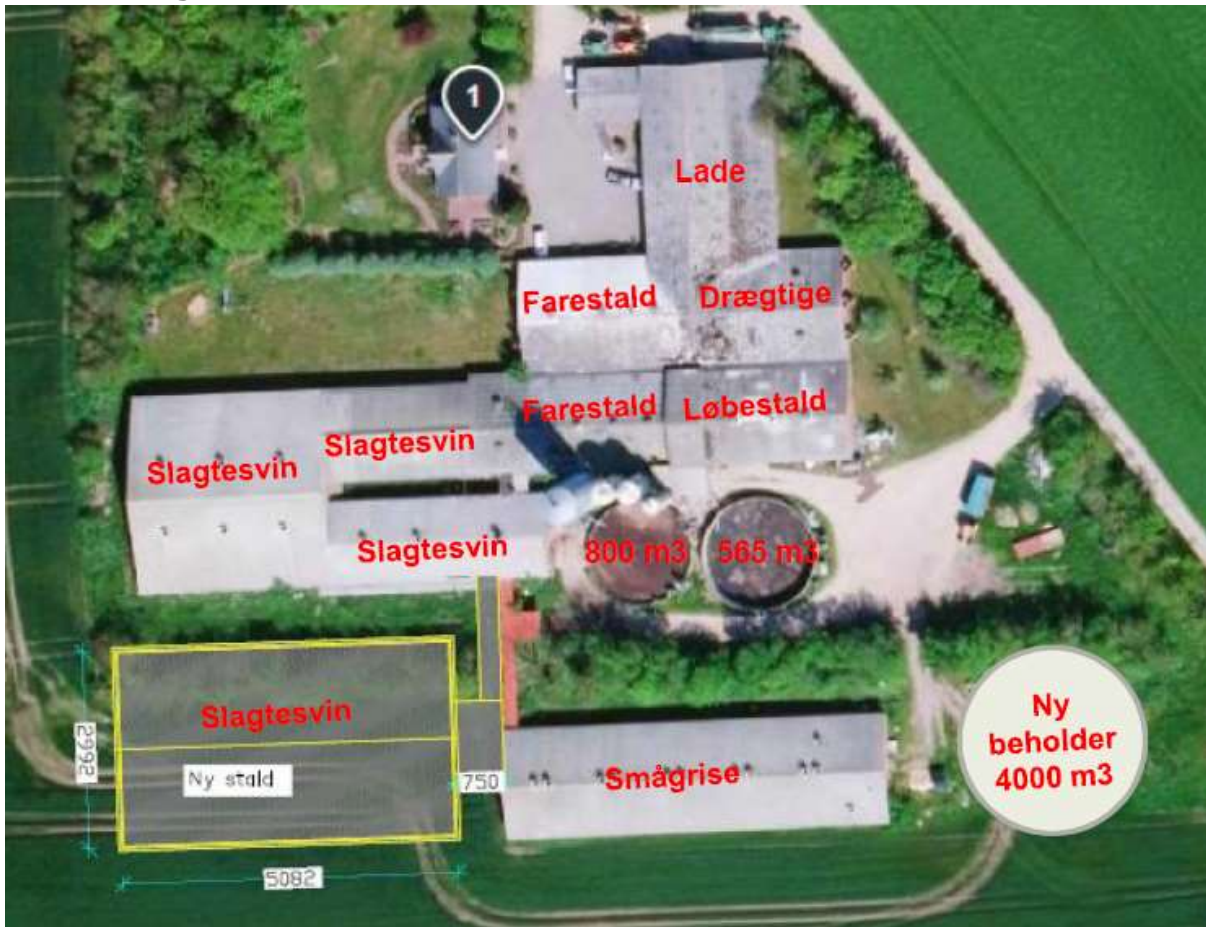 1
Lade
Farestald
Drægtige
Farestald
Løbestald
Slagtesvin
Slagtesvin
Slagtesvin
800 m3
565 m3
Slagtesvin
Ny stald
2992
5082
750
Smågrise
Ny
beholder
4000 m3